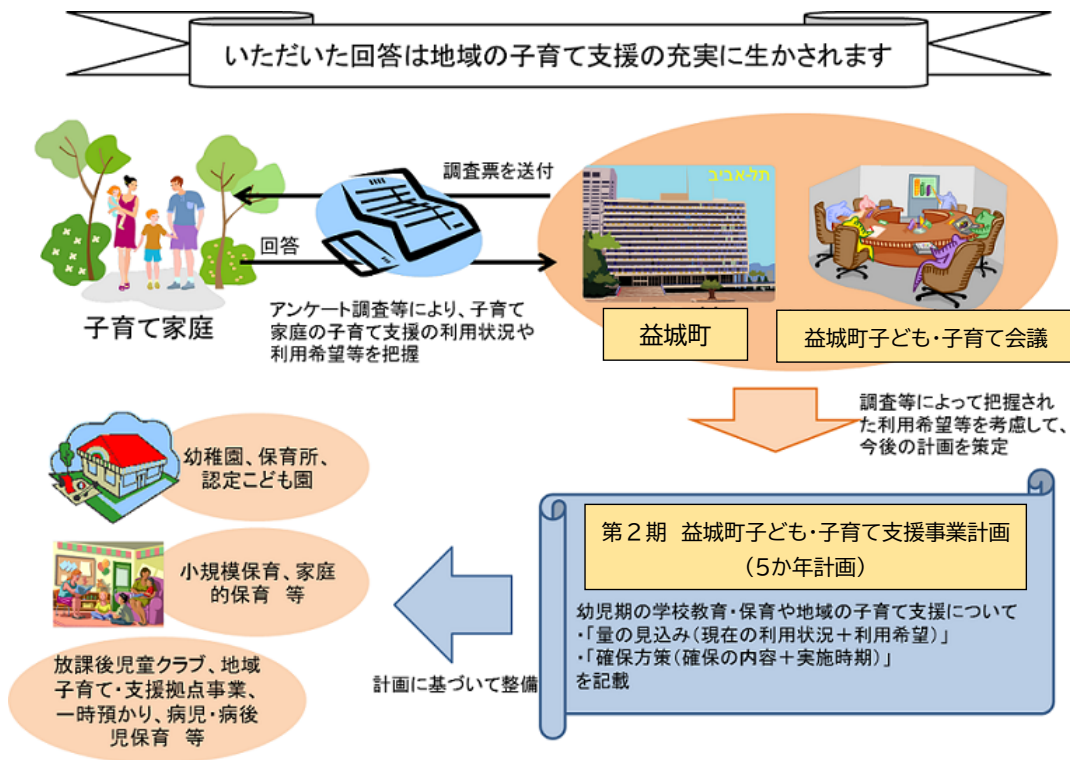 いただいた回答は地域の子育て支援の充実に生かされます
調査票を送付
回答
子育て家庭
アンケート調査等により、子育て
家庭の子育て支援の利用状況や
利用希望等を把握
תל-אביב
益城町
益城町子ども・子育て会議
調査等によって把握され
た利用希望等を考慮して、
今後の計画を策定
第２期 益城町子ども・子育て支援事業計画
（5か年計画）
幼児期の学校教育・保育や地域の子育て支援について
・「量の見込み（現在の利用状況＋利用希望）」
・「確保方策（確保の内容＋実施時期）」
を記載
計画に基づいて整備
幼稚園、保育所、
認定こども園
小規模保育、家庭
的保育 等
放課後児童クラブ、地域
子育て・支援拠点事業、
一時預かり、病児・病後
児保育 等